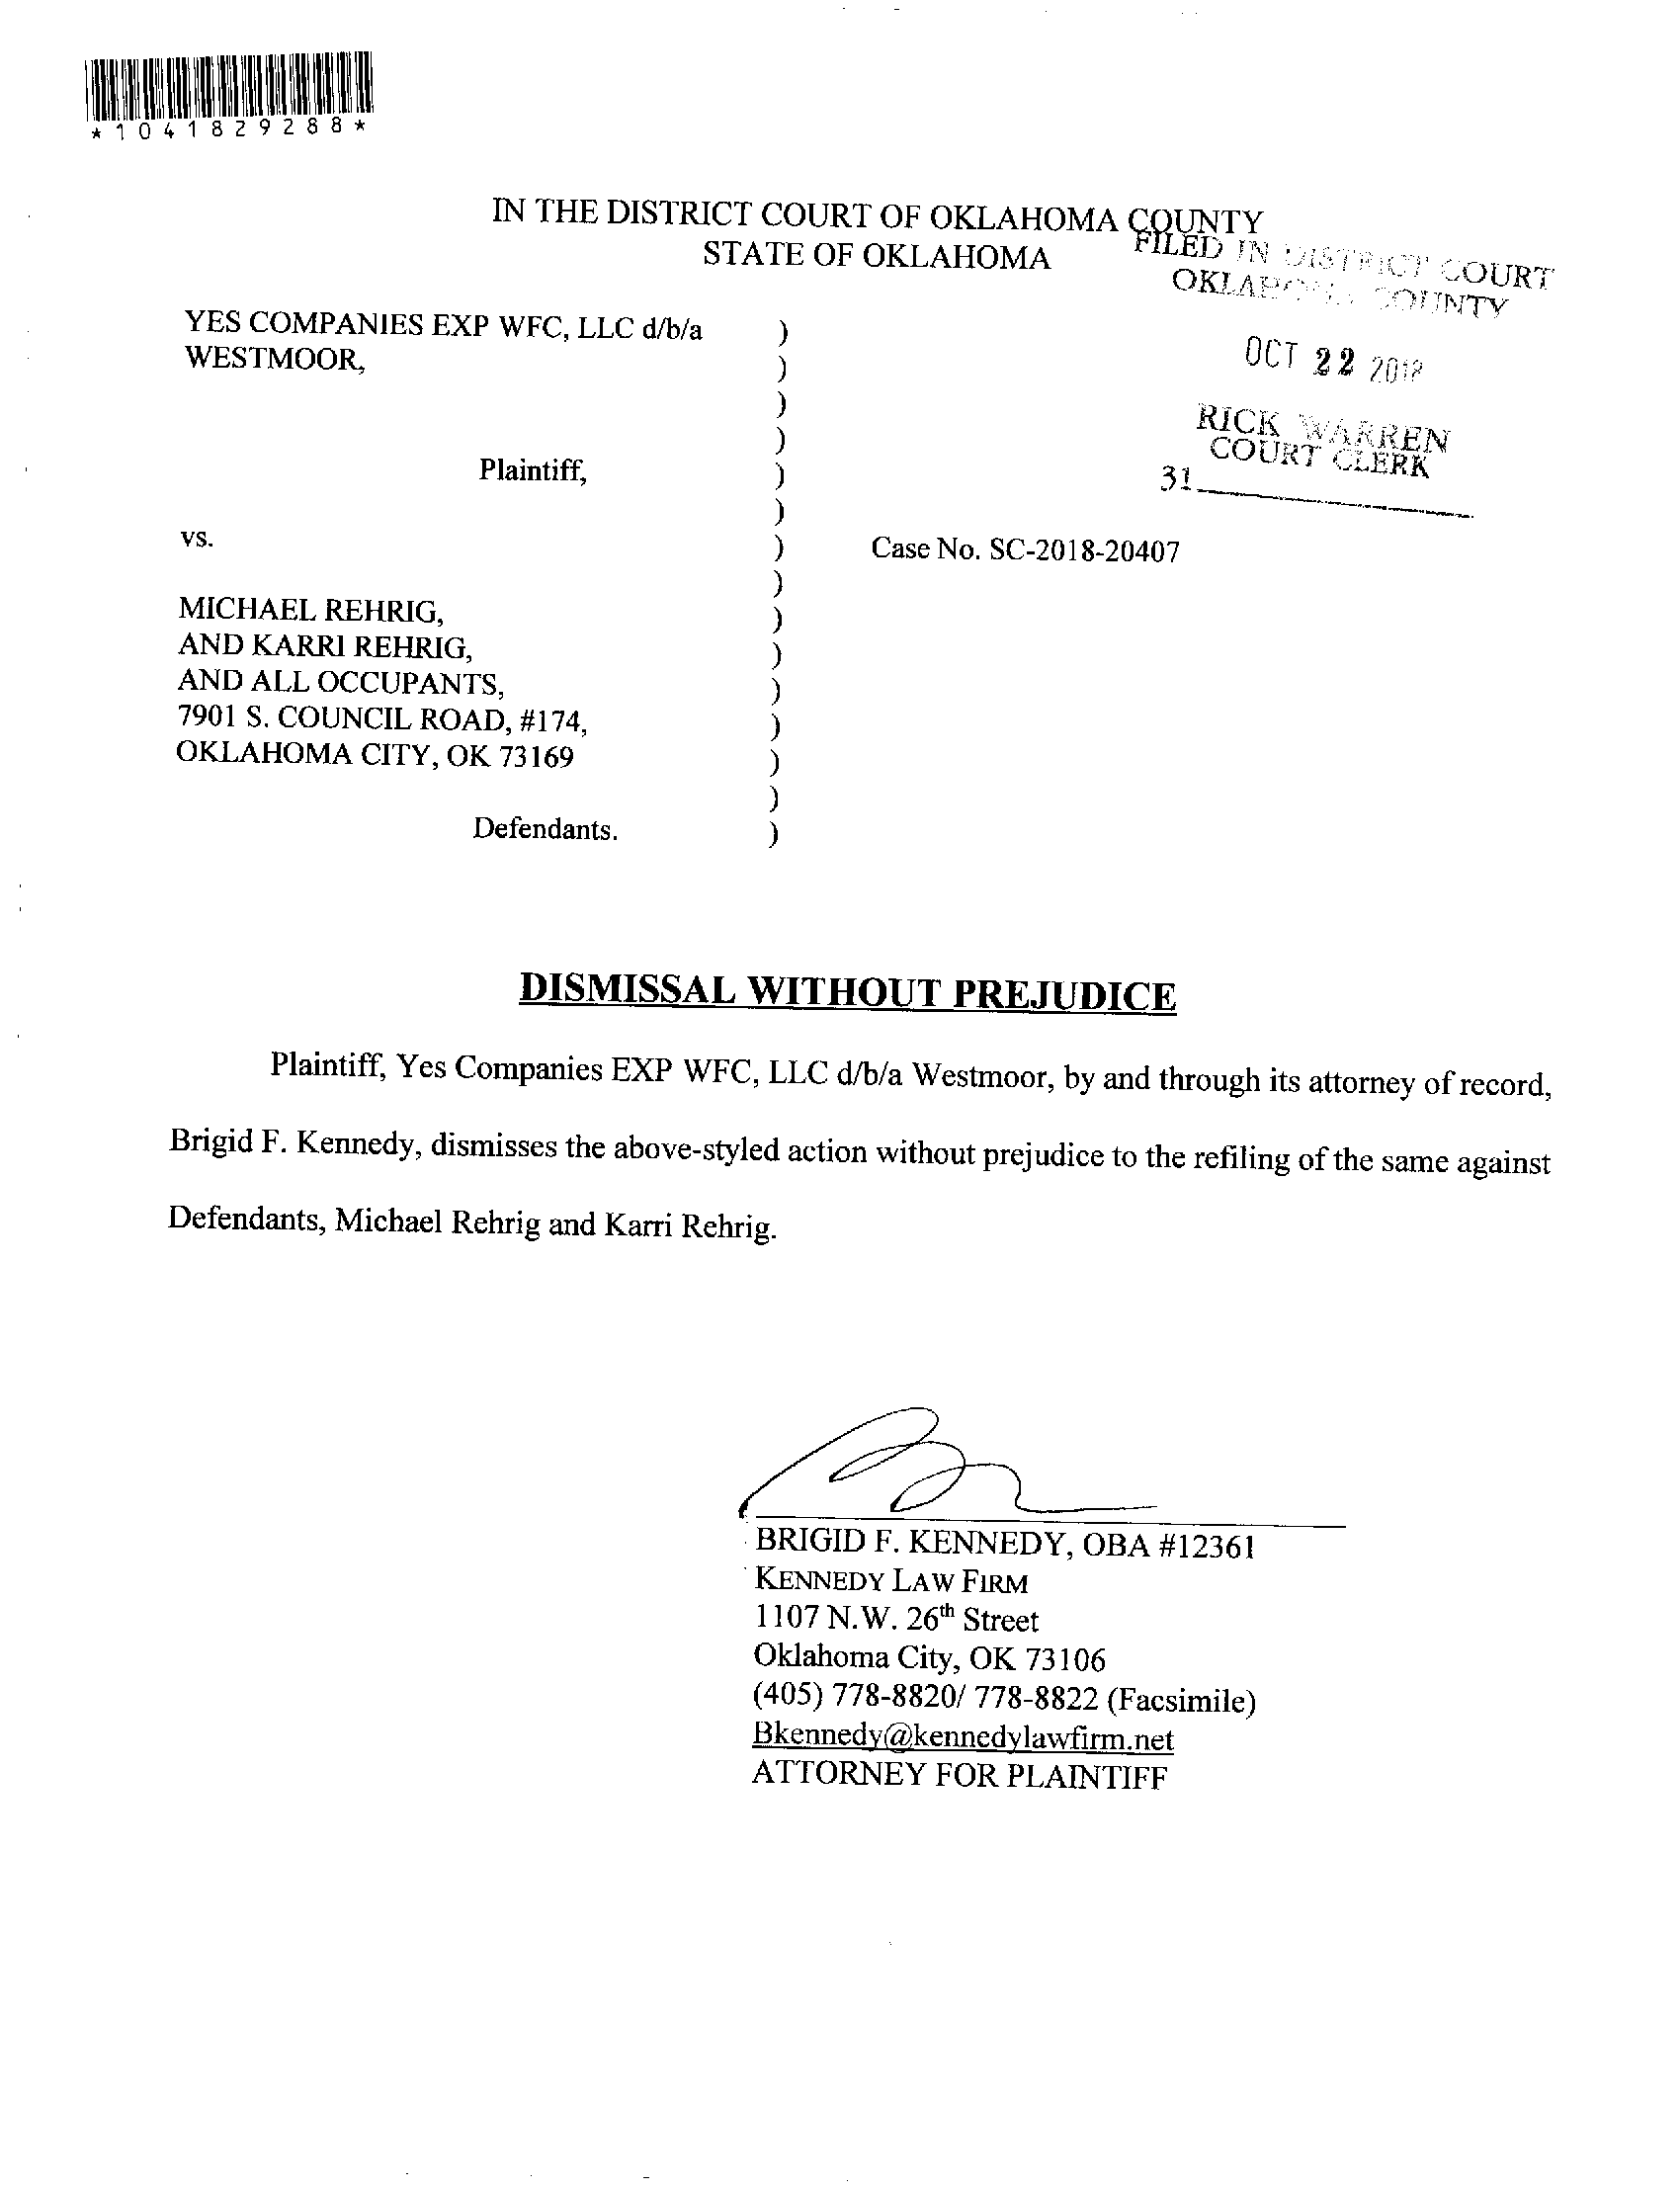 *1041829288*
IN THE DISTRICT COURT OF OKLAHOMA COUNTY
STATE OF OKLAHOMA
FILED IN DISTRICT COURT
OKLAHOMA COUNTY
OCT 22 2018
RICK WARREN
COURT CLERK
31
YES COMPANIES EXP WFC, LLC d/b/a )
WESTMOOR, )
)
)
Plaintiff, )
)
vs. ) Case No. SC-2018-20407
)
MICHAEL REHRIG, )
AND KARRI REHRIG, )
AND ALL OCCUPANTS, )
7901 S. COUNCIL ROAD, #174, )
OKLAHOMA CITY, OK 73169 )
)
Defendants. )
DISMISSAL WITHOUT PREJUDICE
Plaintiff, Yes Companies EXP WFC, LLC d/b/a Westmoor, by and through its attorney of record,
Brigid F. Kennedy, dismisses the above-styled action without prejudice to the refiling of the same against
Defendants, Michael Rehrig and Karri Rehrig.
BRIGID F. KENNEDY, OBA #12361
KENNEDY LAW FIRM
1107 N.W. 26th Street
Oklahoma City, OK 73106
(405) 778-8820/ 778-8822 (Facsimile)
Bkennedy@kennedylawfirm.net
ATTORNEY FOR PLAINTIFF